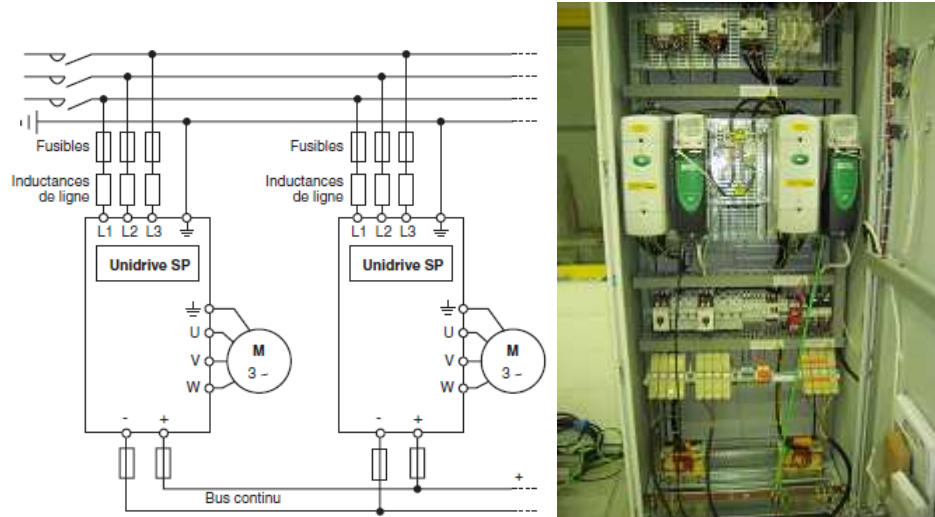 Fusibles
Inductances
de ligne
L1 L2 L3
Unidrive SP
U
V
W
M
3 ~
- +
Fusibles
Inductances
de ligne
L1 L2 L3
Unidrive SP
U
V
W
M
3 ~
- +
+
Bus continu